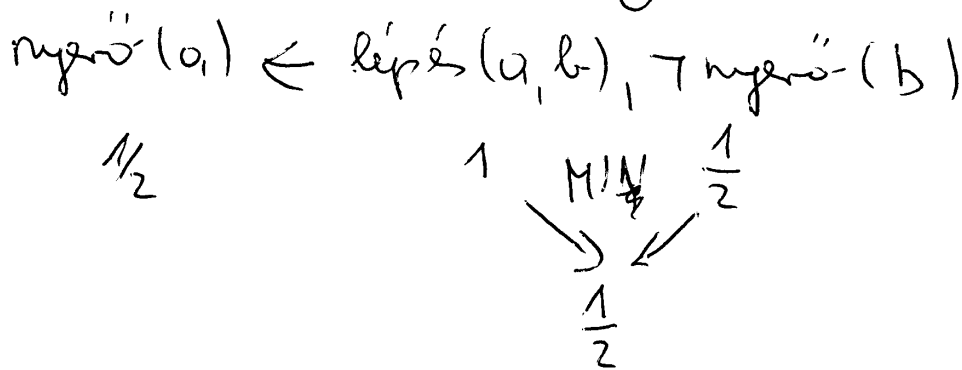 nyerő(a) ← lépés(a,b), ¬nyerő(b)
1/2 1 MIN 1/2
1/2